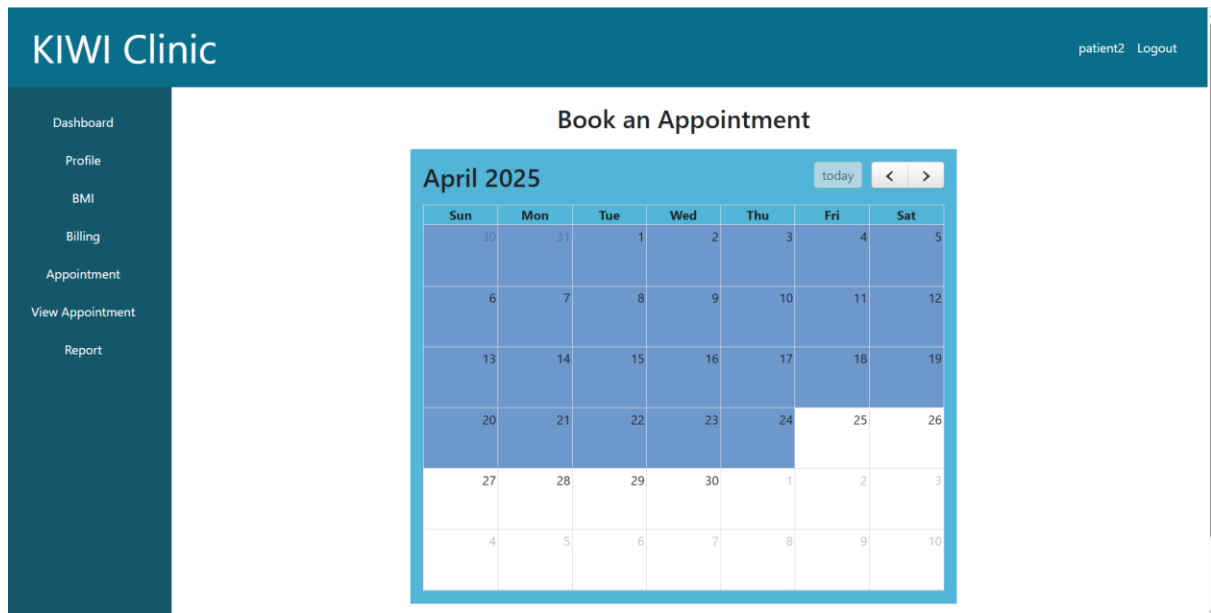 KIWI Clinic
patient2 Logout
Dashboard
Profile
BMI
Billing
Appointment
View Appointment
Report
Book an Appointment
April 2025
today < >
Sun Mon Tue Wed Thu Fri Sat
30 31 1 2 3 4 5
6 7 8 9 10 11 12
13 14 15 16 17 18 19
20 21 22 23 24 25 26
27 28 29 30 1 2 3
4 5 6 7 8 9 10